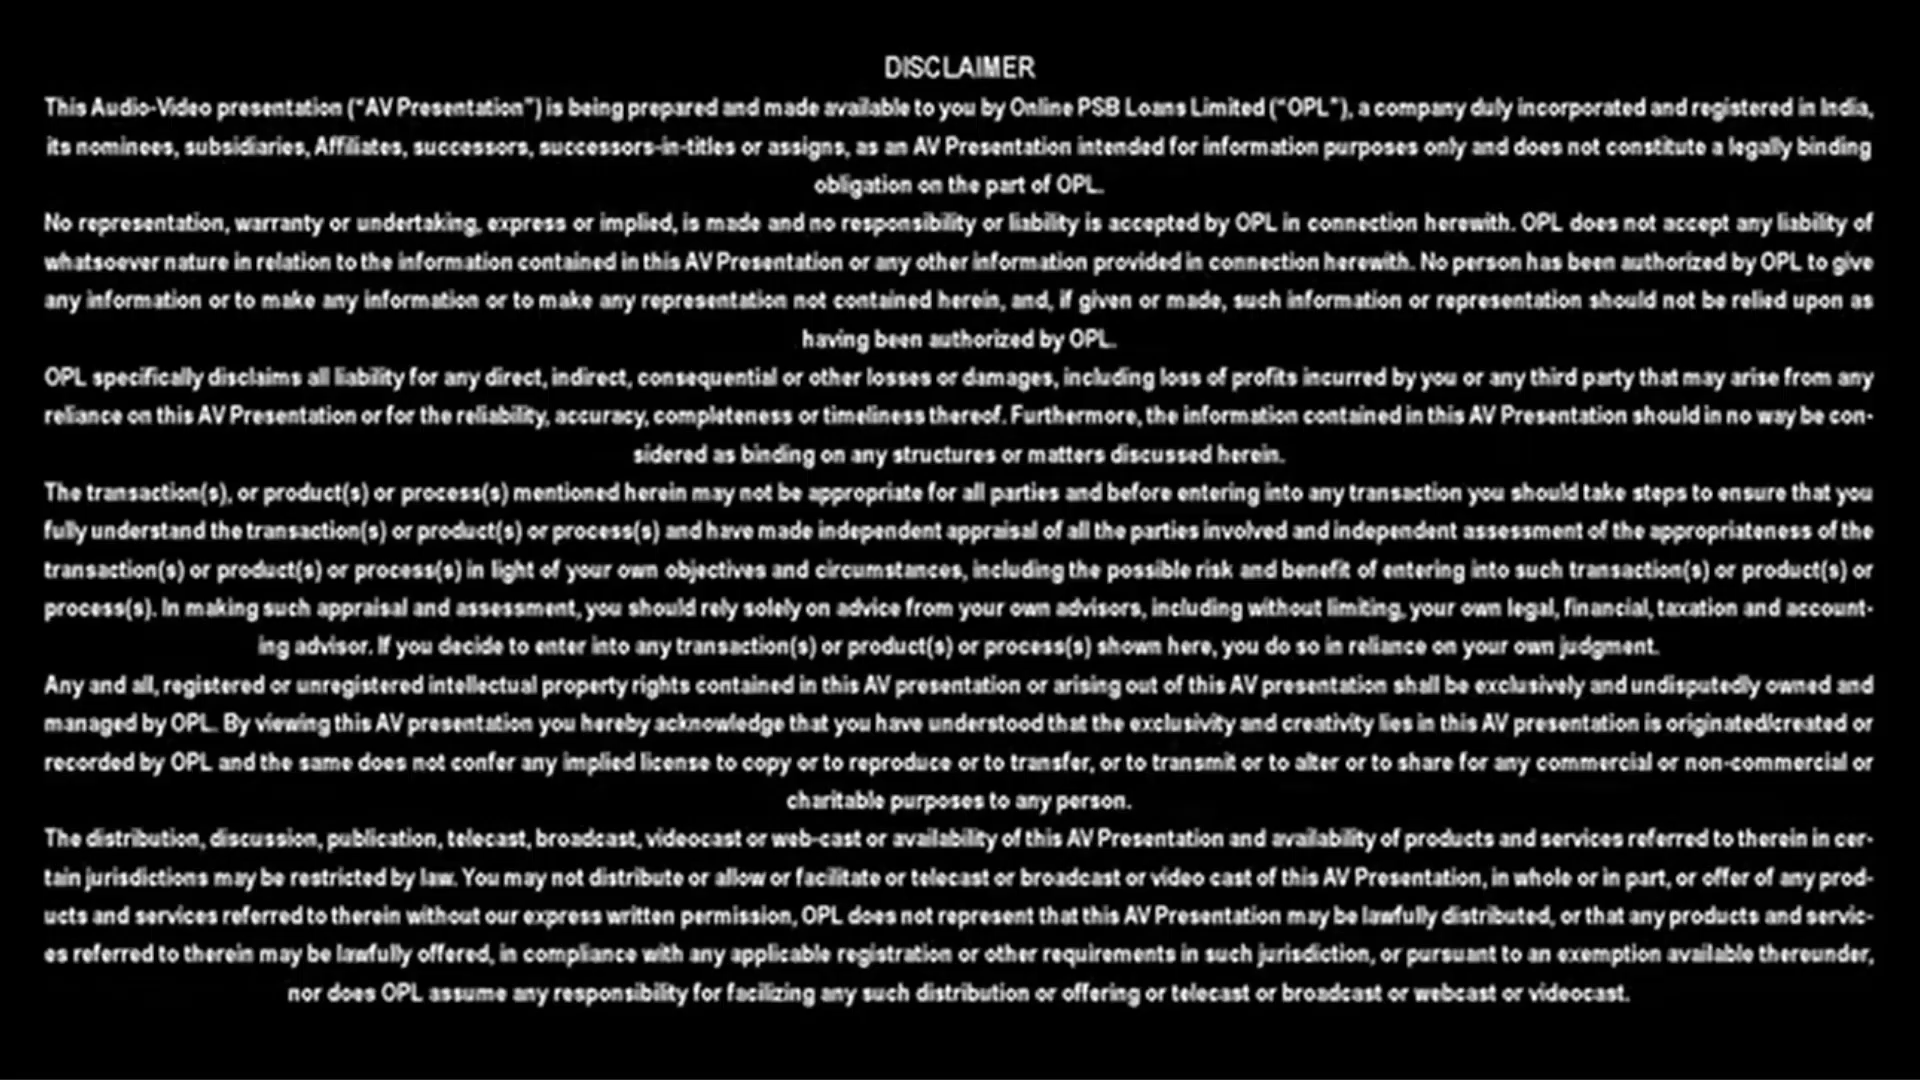 DISCLAIMER
This Audio-Video presentation ("AV Presentation") is being prepared and made available to you by Online PSB Loans Limited ("OPL"), a company duly incorporated and registered in India,
its nominees, subsidiaries, Affiliates, successors, successors-in-titles or assigns, as an AV Presentation intended for information purposes only and does not constitute a legally binding
obligation on the part of OPL.
No representation, warranty or undertaking, express or implied, is made and no responsibility or liability is accepted by OPL in connection herewith. OPL does not accept any liability of
whatsoever nature in relation to the information contained in this AV Presentation or any other information provided in connection herewith. No person has been authorized by OPL to give
any information or to make any information or to make any representation not contained herein, and, if given or made, such information or representation should not be relied upon as
having been authorized by OPL.
OPL specifically disclaims all liability for any direct, indirect, consequential or other losses or damages, including loss of profits incurred by you or any third party that may arise from any
reliance on this AV Presentation or for the reliability, accuracy, completeness or timeliness thereof. Furthermore, the information contained in this AV Presentation should in no way be con-
sidered as binding on any structures or matters discussed herein.
The transaction(s), or product(s) or process(s) mentioned herein may not be appropriate for all parties and before entering into any transaction you should take steps to ensure that you
fully understand the transaction(s) or product(s) or process(s) and have made independent appraisal of all the parties involved and independent assessment of the appropriateness of the
transaction(s) or product(s) or process(s) in light of your own objectives and circumstances, including the possible risk and benefit of entering into such transaction(s) or product(s) or
process(s). In making such appraisal and assessment, you should rely solely on advice from your own advisors, including without limiting, your own legal, financial, taxation and account-
ing advisor. If you decide to enter into any transaction(s) or product(s) or process(s) shown here, you do so in reliance on your own judgment.
Any and all, registered or unregistered intellectual property rights contained in this AV presentation or arising out of this AV presentation shall be exclusively and undisputedly owned and
managed by OPL. By viewing this AV presentation you hereby acknowledge that you have understood that the exclusivity and creativity lies in this AV presentation is originated/created or
recorded by OPL and the same does not confer any implied license to copy or to reproduce or to transfer, or to transmit or to alter or to share for any commercial or non-commercial or
charitable purposes to any person.
The distribution, discussion, publication, telecast, broadcast, videocast or web-cast or availability of this AV Presentation and availability of products and services referred to therein in cer-
tain jurisdictions may be restricted by law. You may not distribute or allow or facilitate or telecast or broadcast or video cast of this AV Presentation, in whole or in part, or offer of any prod-
ucts and services referred to therein without our express written permission, OPL does not represent that this AV Presentation may be lawfully distributed, or that any products and servic-
es referred to therein may be lawfully offered, in compliance with any applicable registration or other requirements in such jurisdiction, or pursuant to an exemption available thereunder,
nor does OPL assume any responsibility for facilizing any such distribution or offering or telecast or broadcast or webcast or videocast.